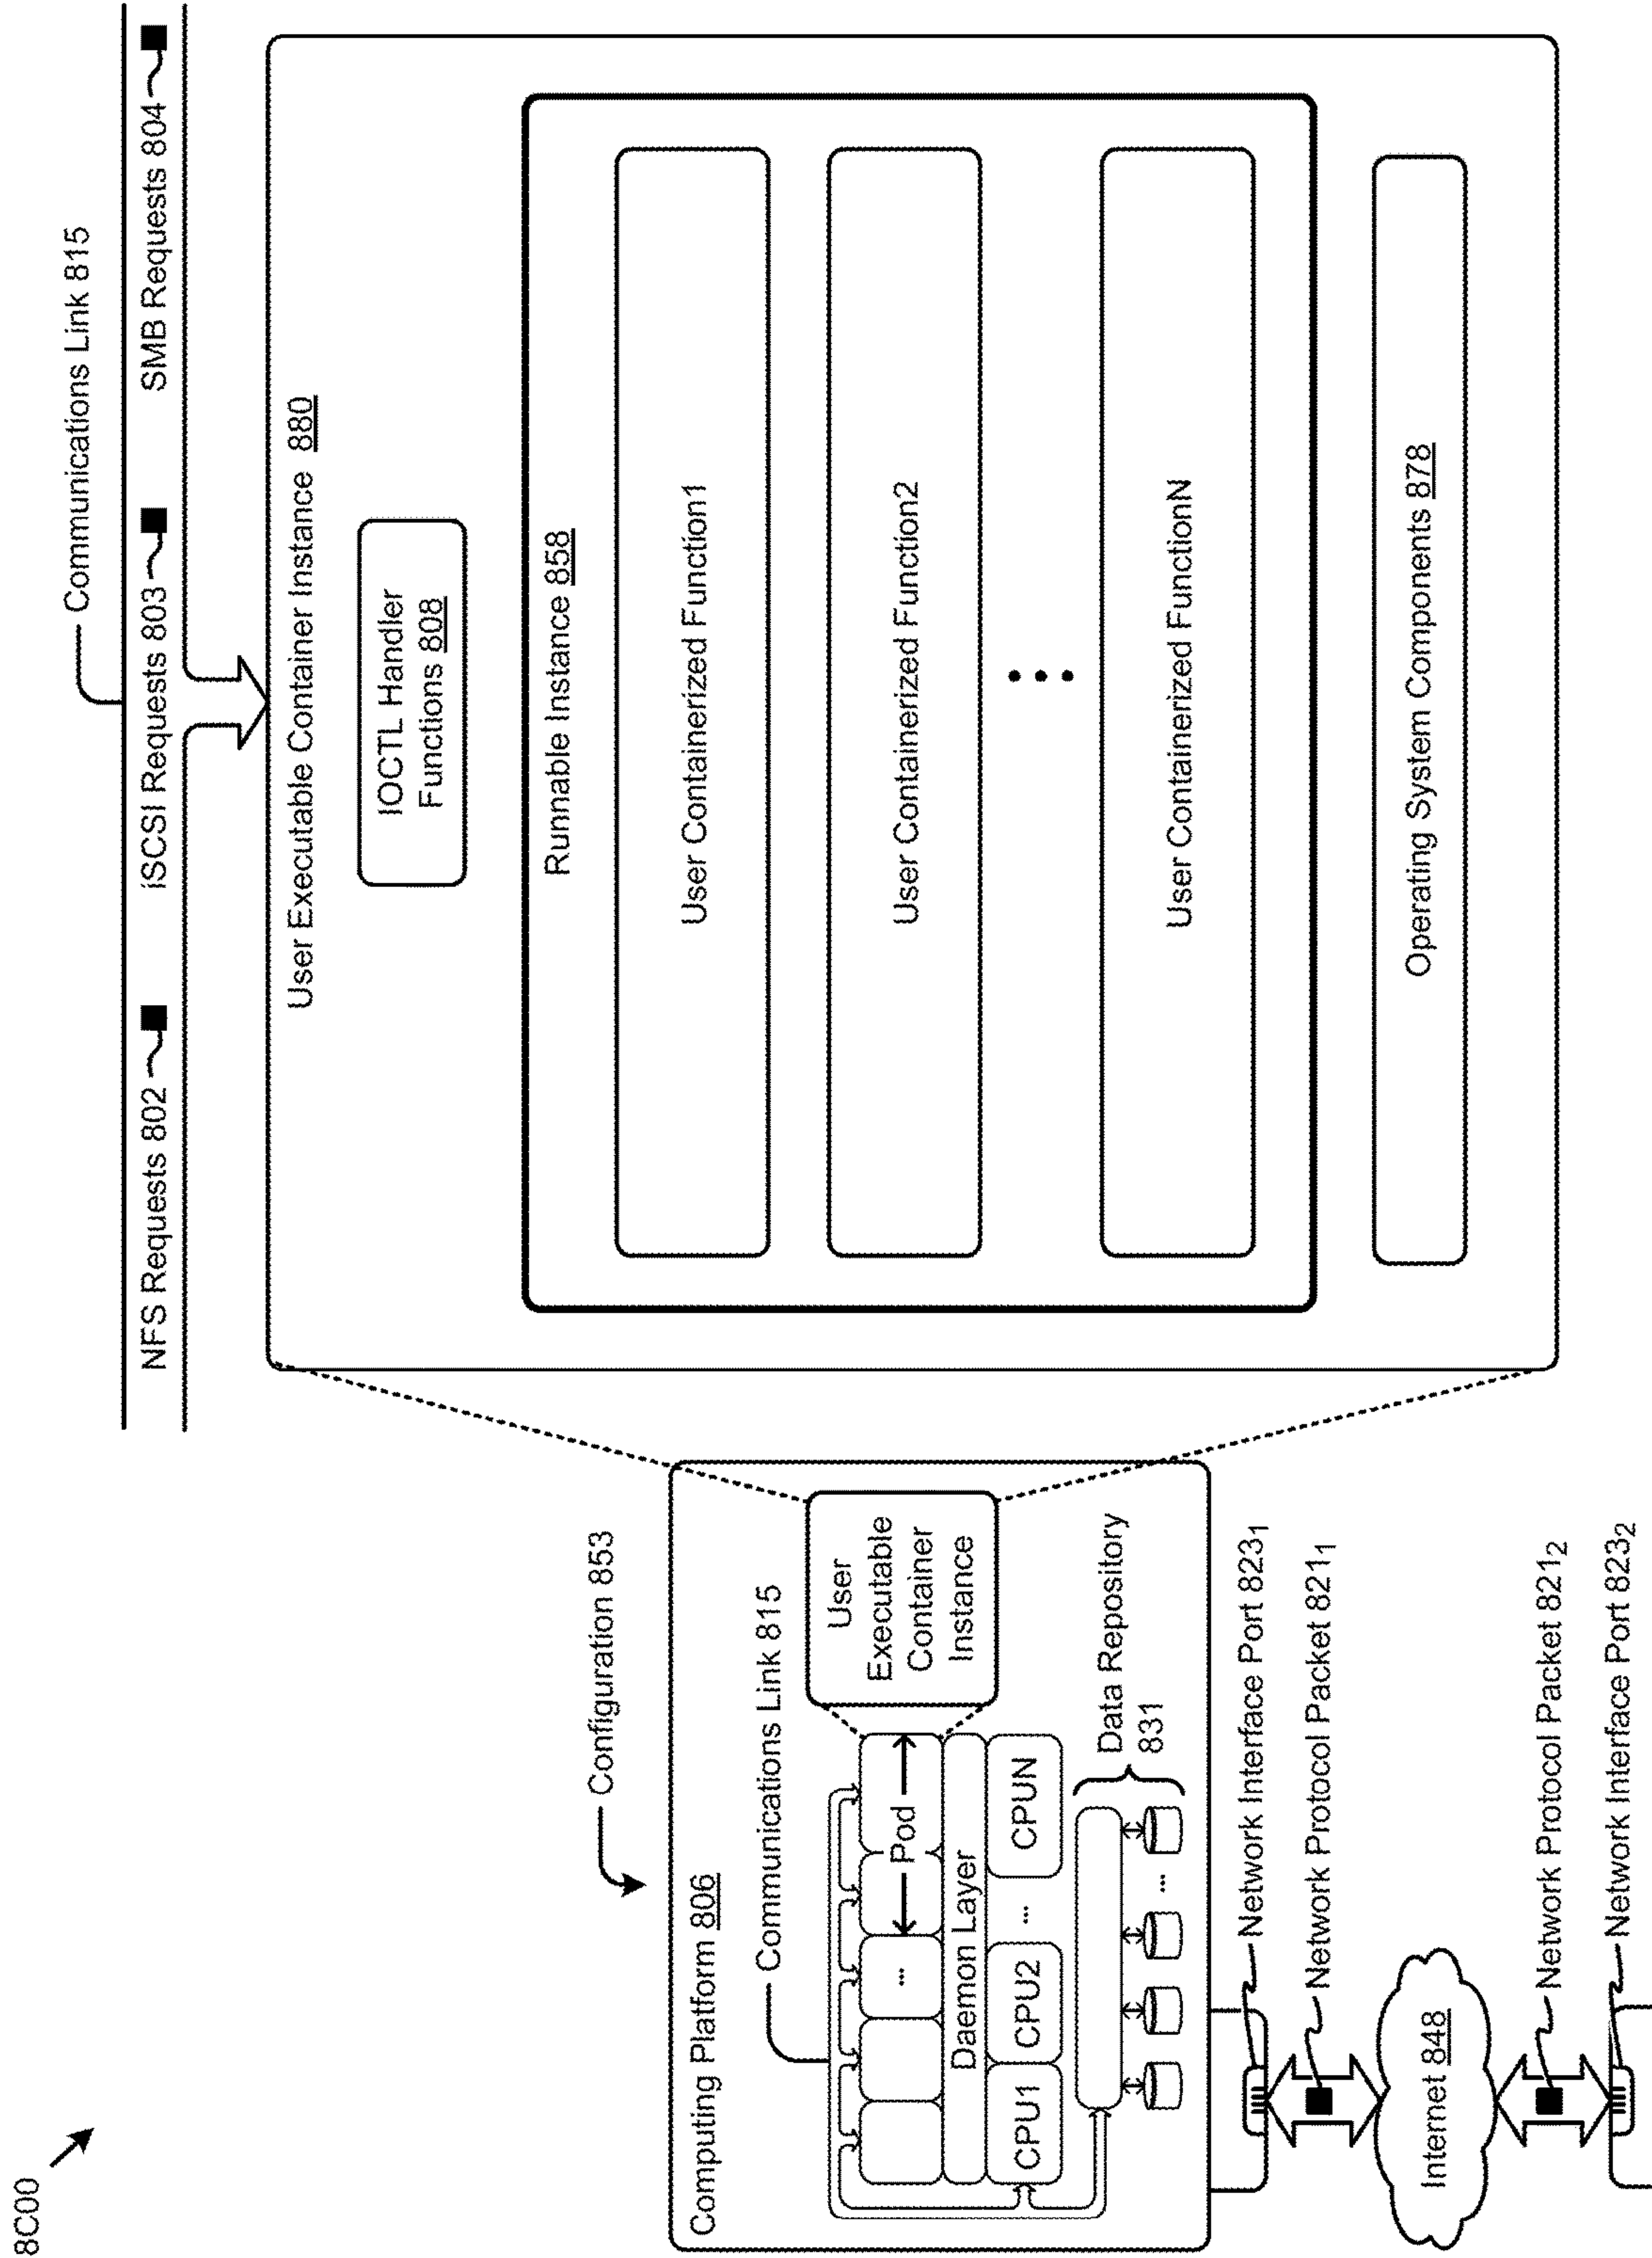 8C00
Communications Link 815
NFS Requests 802
iSCSI Requests 803
SMB Requests 804
User Executable Container Instance 880
IOCTL Handler
Functions 808
Runnable Instance 858
User Containerized Function1
User Containerized Function2
•••
User Containerized FunctionN
Operating System Components 878
Configuration 853
Computing Platform 806
Communications Link 815
User
Executable
Container
Instance
...
Pod
Daemon Layer
CPU1
CPU2
...
CPUN
Data Repository
831
...
Network Interface Port 823₁
Network Protocol Packet 821₁
Internet 848
Network Protocol Packet 821₂
Network Interface Port 823₂